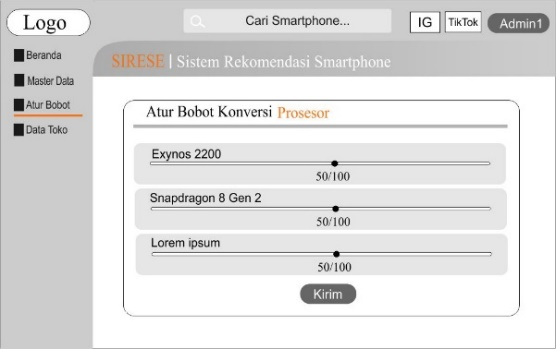 Logo
Cari Smartphone...
IG
TikTok
Admin1
Beranda
Master Data
Atur Bobot
Data Toko
SIRESE | Sistem Rekomendasi Smartphone
Atur Bobot Konversi Prosesor
Exynos 2200
50/100
Snapdragon 8 Gen 2
50/100
Lorem ipsum
50/100
Kirim